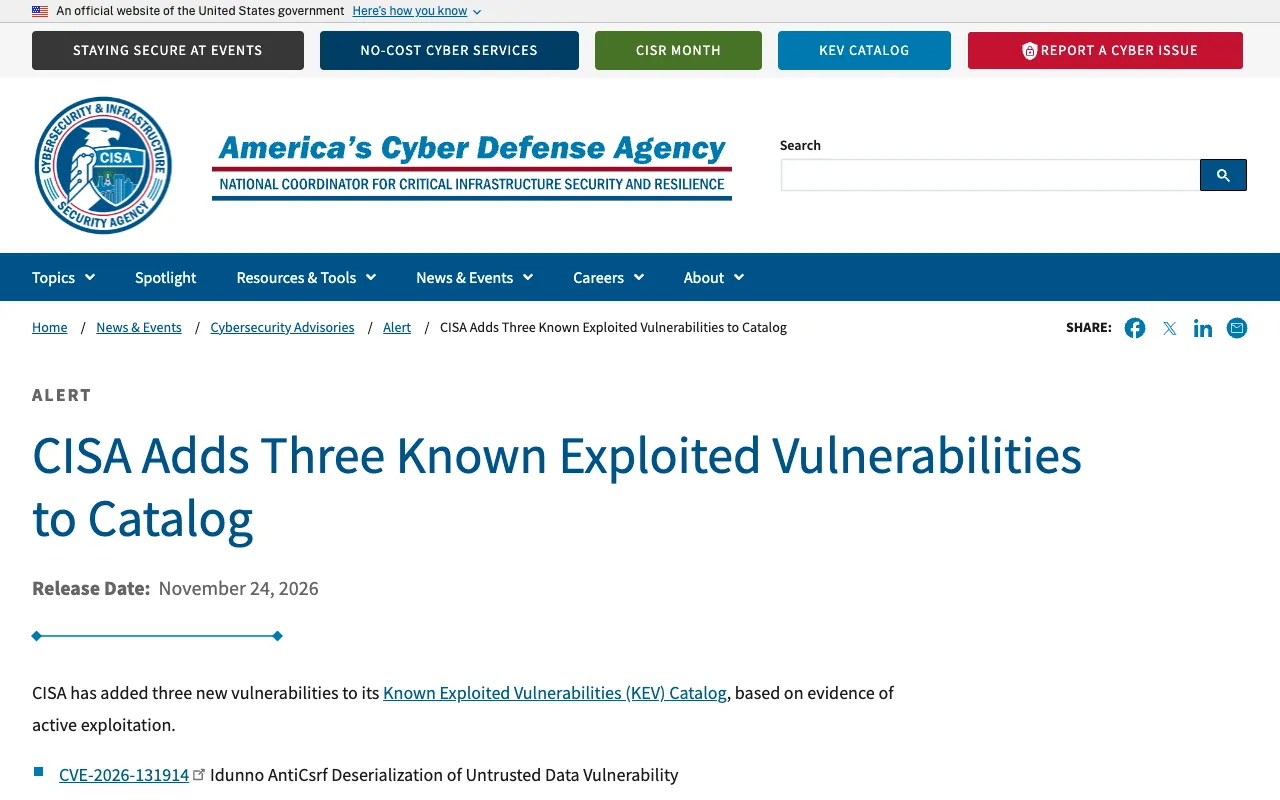 An official website of the United States government Here's how you know
STAYING SECURE AT EVENTS
NO-COST CYBER SERVICES
CISR MONTH
KEV CATALOG
REPORT A CYBER ISSUE
CYBERSECURITY & INFRASTRUCTURE
SECURITY AGENCY
CISA
America's Cyber Defense Agency
NATIONAL COORDINATOR FOR CRITICAL INFRASTRUCTURE SECURITY AND RESILIENCE
Search
Topics
Spotlight
Resources & Tools
News & Events
Careers
About
Home / News & Events / Cybersecurity Advisories / Alert / CISA Adds Three Known Exploited Vulnerabilities to Catalog
SHARE:
ALERT
CISA Adds Three Known Exploited Vulnerabilities
to Catalog
Release Date: November 24, 2026
CISA has added three new vulnerabilities to its Known Exploited Vulnerabilities (KEV) Catalog, based on evidence of
active exploitation.
CVE-2026-131914 Idunno AntiCsrf Deserialization of Untrusted Data Vulnerability